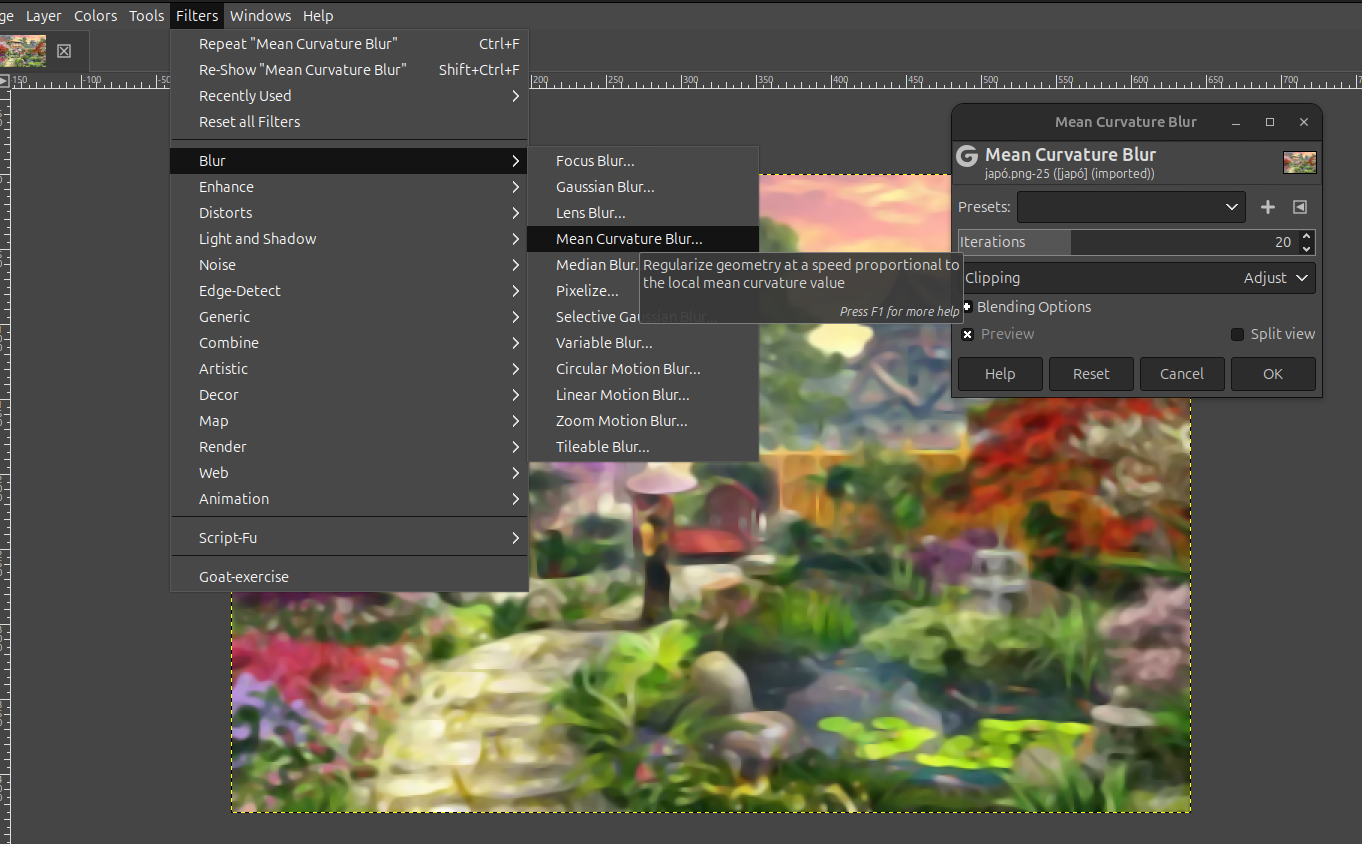 ge Layer Colors Tools Filters Windows Help
Repeat "Mean Curvature Blur" Ctrl+F
Re-Show "Mean Curvature Blur" Shift+Ctrl+F
Recently Used
Reset all Filters
Blur
Enhance
Distorts
Light and Shadow
Noise
Edge-Detect
Generic
Combine
Artistic
Decor
Map
Render
Web
Animation
Script-Fu
Goat-exercise
Focus Blur...
Gaussian Blur...
Lens Blur...
Mean Curvature Blur...
Median Blur.
Pixelize...
Selective Gaussian Blur...
Variable Blur...
Circular Motion Blur...
Linear Motion Blur...
Zoom Motion Blur...
Tileable Blur...
Regularize geometry at a speed proportional to
the local mean curvature value
Press F1 for more help
-150 -100 -50 200 250 300 350 400 450 500 550 600 650 700
Mean Curvature Blur
Mean Curvature Blur
japó.png-25 ([japó] (imported))
Presets:
Iterations 20
Clipping Adjust
Blending Options
Preview Split view
Help Reset Cancel OK